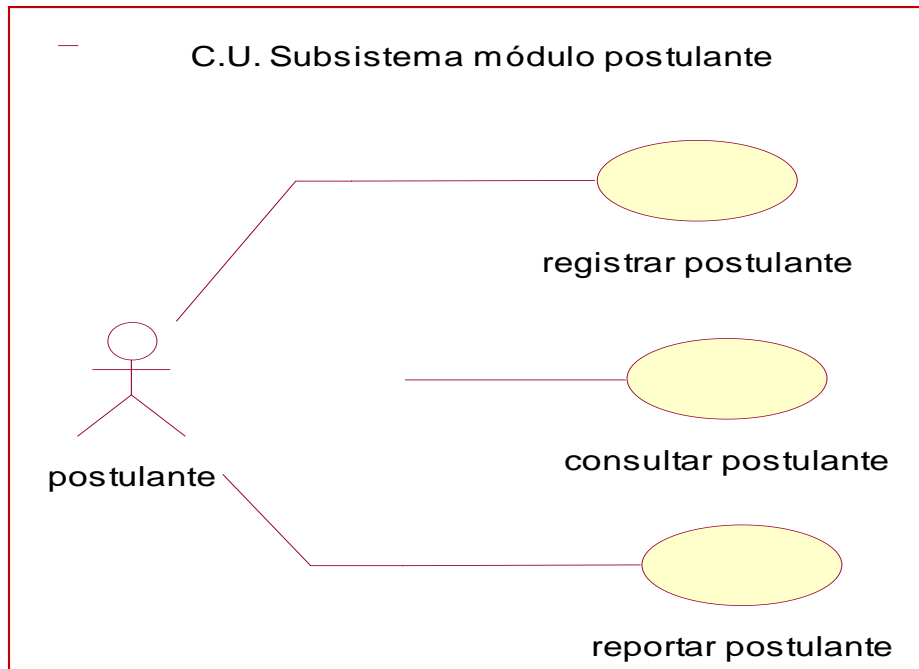 C.U. Subsistema módulo postulante
registrar postulante
consultar postulante
postulante
reportar postulante